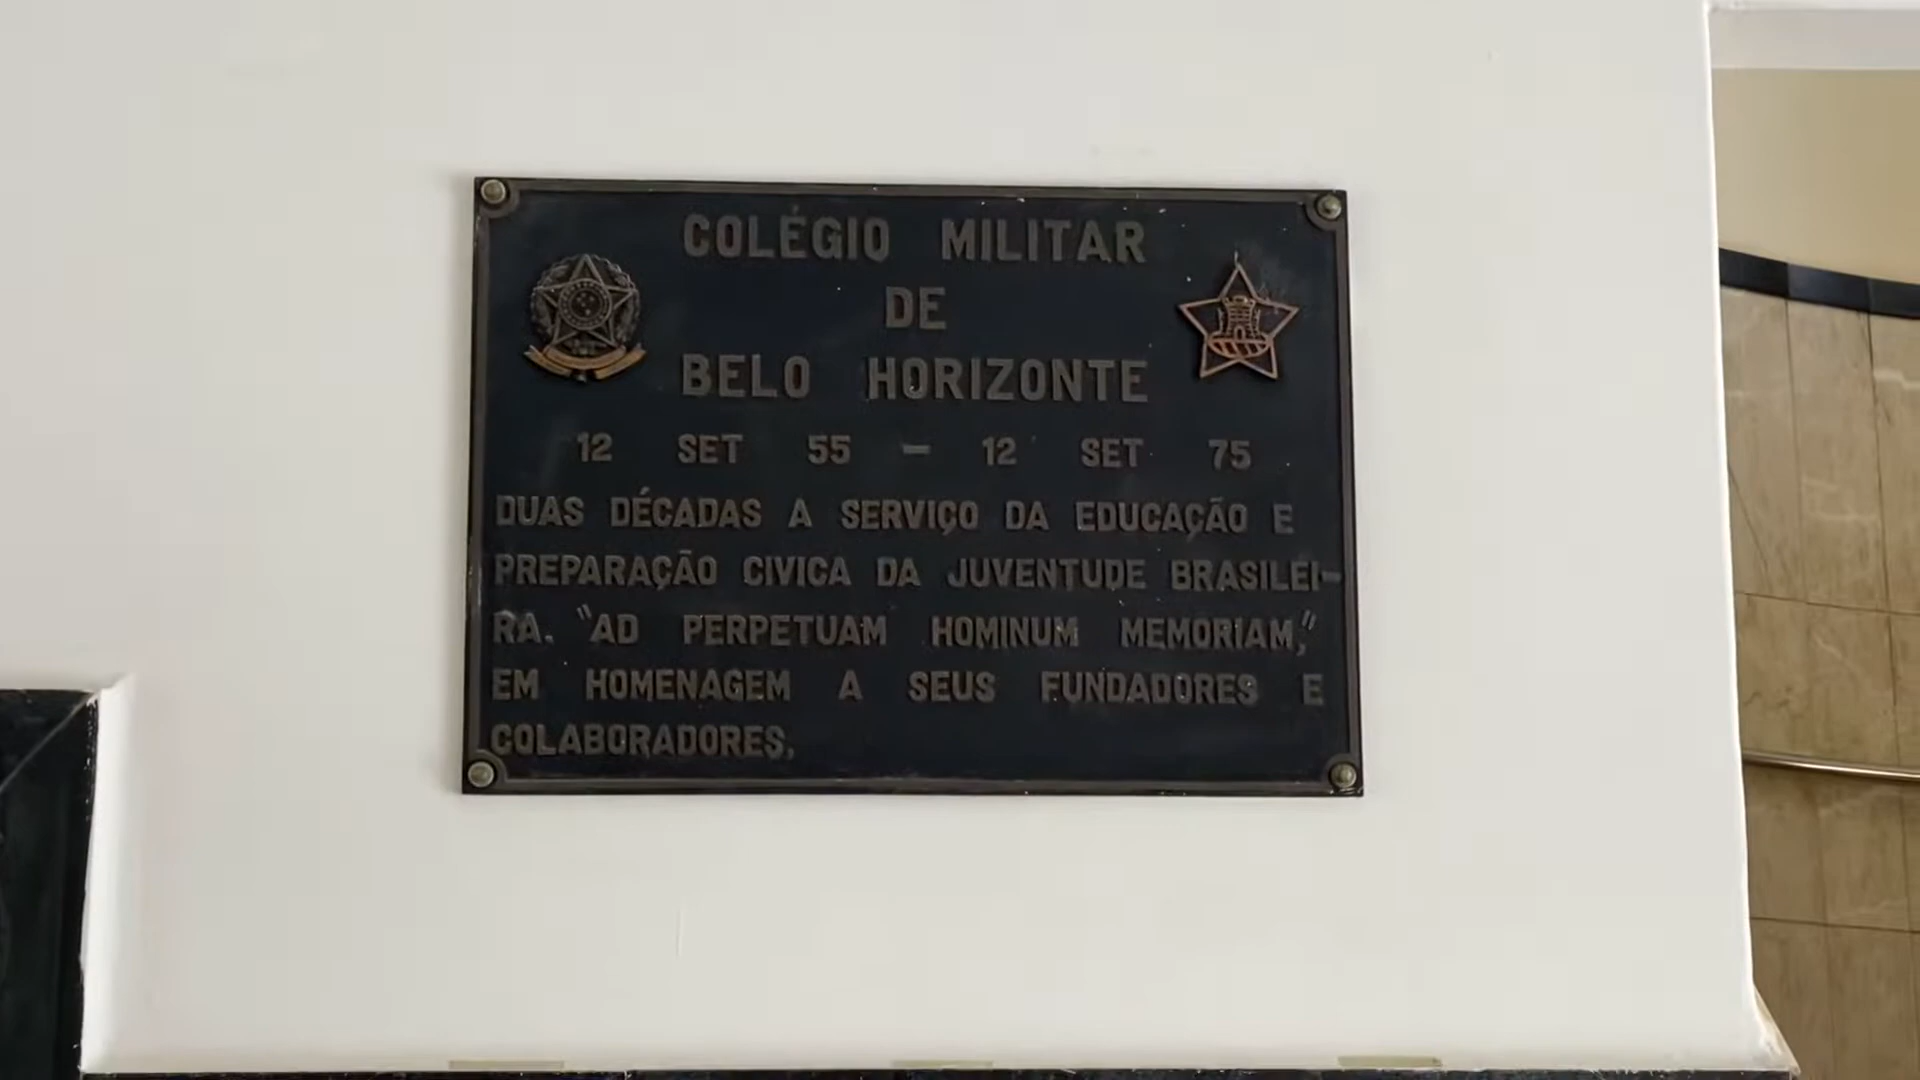 COLÉGIO MILITAR
DE
BELO HORIZONTE
12 SET 55 - 12 SET 75
DUAS DÉCADAS A SERVIÇO DA EDUCAÇÃO E
PREPARAÇÃO CIVICA DA JUVENTUDE BRASILEI-
RA. "AD PERPETUAM HOMINUM MEMORIAM,"
EM HOMENAGEM A SEUS FUNDADORES E
COLABORADORES.